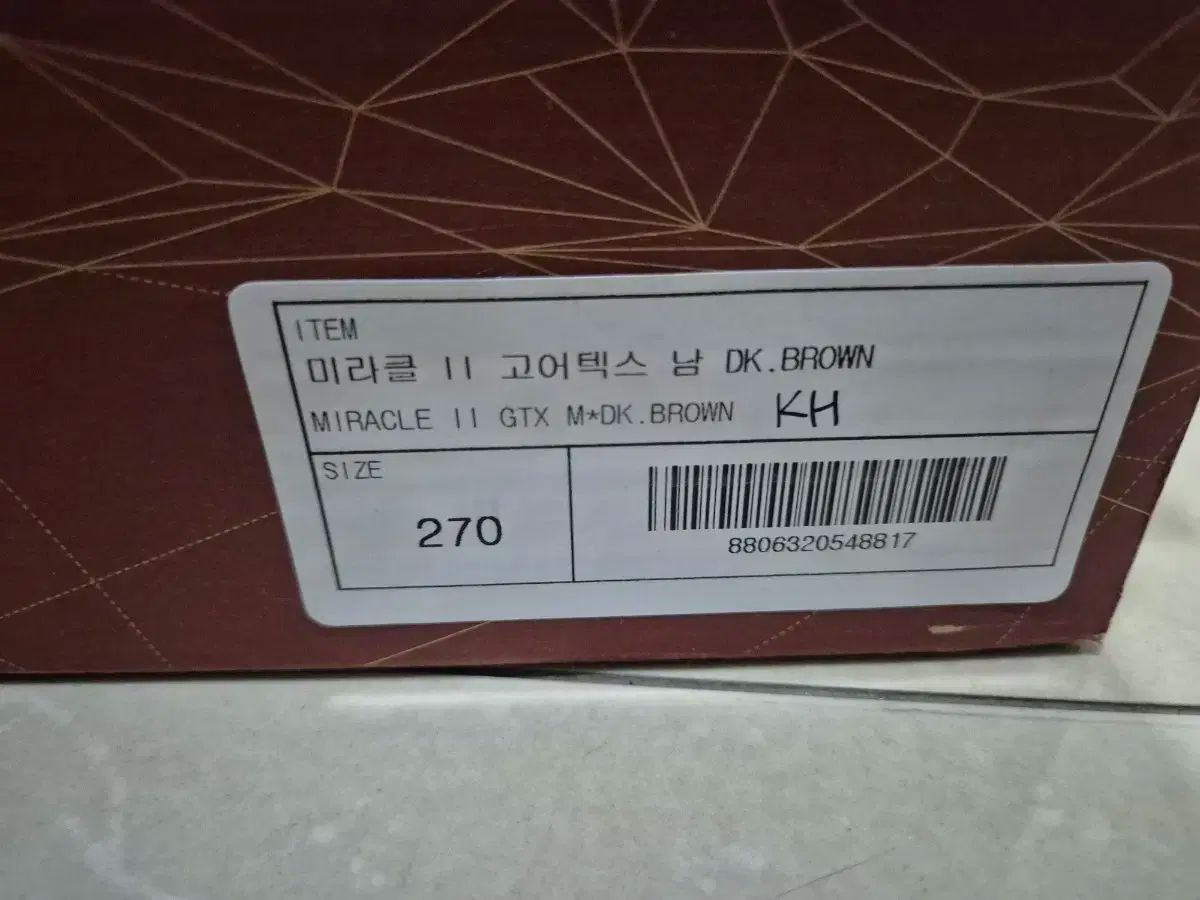 ITEM
미라클 II 고어텍스 남 DK.BROWN
MIRACLE II GTX M*DK.BROWN KH
SIZE
270
8806320548817